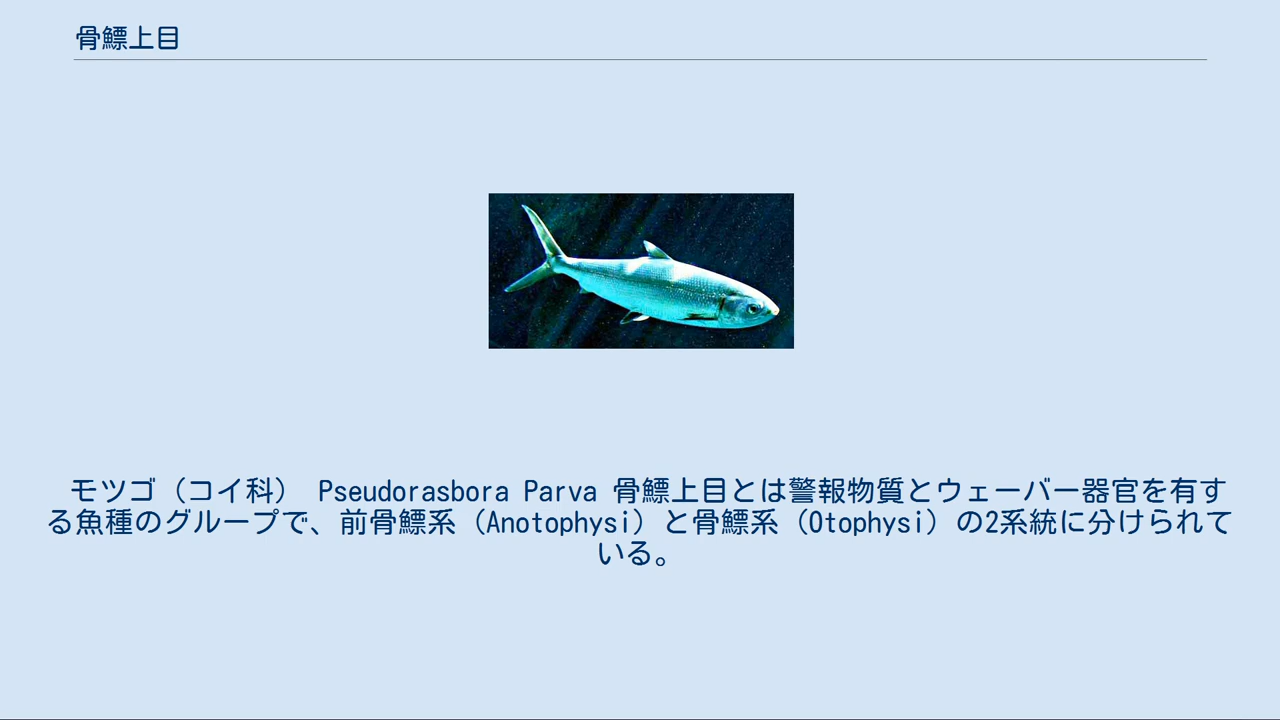 骨鰾上目
モツゴ（コイ科） Pseudorasbora Parva 骨鰾上目とは警報物質とウェーバー器官を有す
る魚種のグループで、前骨鰾系（Anotophysi）と骨鰾系（Otophysi）の2系統に分けられて
いる。